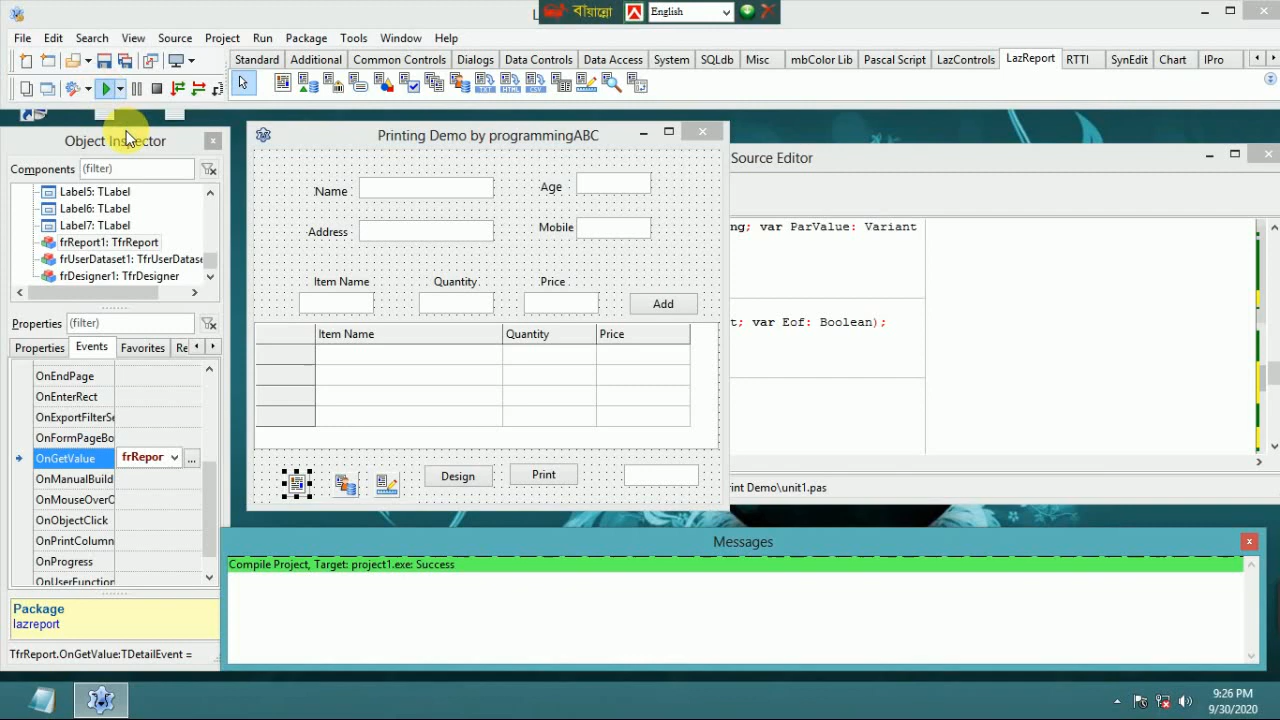 L
বায়ান্নো
English
File Edit Search View Source Project Run Package Tools Window Help
Standard Additional Common Controls Dialogs Data Controls Data Access System SQLdb Misc mbColor Lib Pascal Script LazControls LazReport RTTI SynEdit Chart IPro
Object Inspector
Components (filter)
Label5: TLabel
Label6: TLabel
Label7: TLabel
frReport1: TfrReport
frUserDataset1: TfrUserDatase
frDesigner1: TfrDesigner
Properties (filter)
Properties Events Favorites Re
OnEndPage
OnEnterRect
OnExportFilterSe
OnFormPageBo
OnGetValue frRepor ...
OnManualBuild
OnMouseOverO
OnObjectClick
OnPrintColumn
OnProgress
OnUserFunction
Package
lazreport
TfrReport.OnGetValue:TDetailEvent =
Printing Demo by programmingABC
Name
Age
Address
Mobile
Item Name Quantity Price
Add
Item Name Quantity Price
Design Print
Source Editor
ng; var ParValue: Variant
t; var Eof: Boolean);
int Demo\unit1.pas
Messages
Compile Project, Target: project1.exe: Success
9:26 PM
9/30/2020